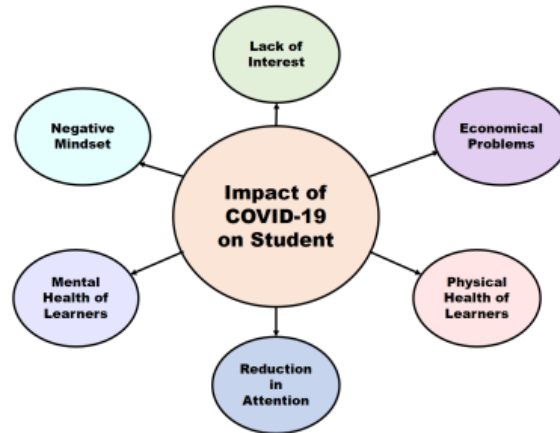 Lack of
Interest
Negative
Mindset
Economical
Problems
Impact of
COVID-19
on Student
Mental
Health of
Learners
Physical
Health of
Learners
Reduction
in
Attention